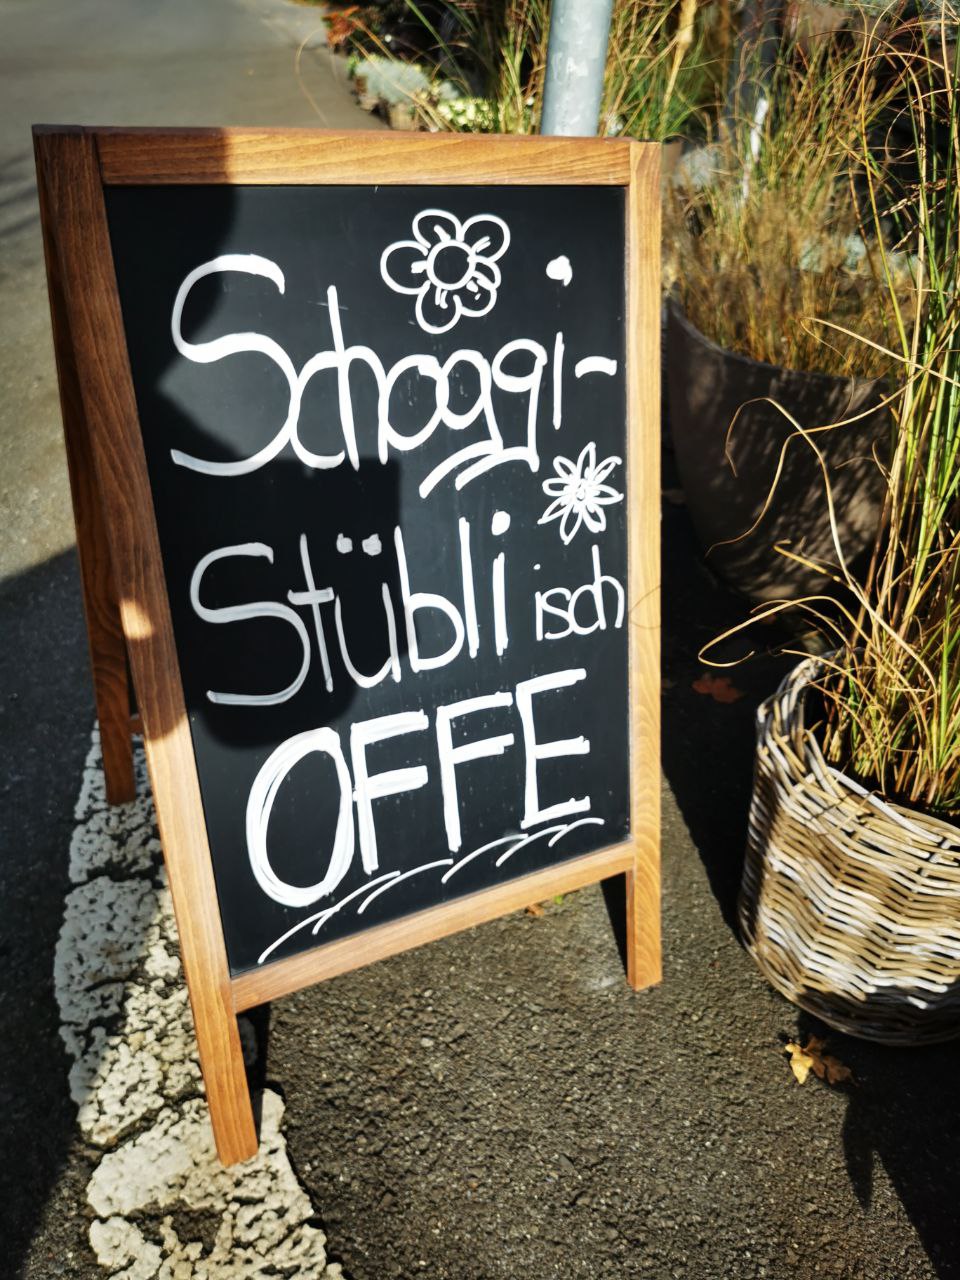 Schoggi-
Stübli isch
OFFE